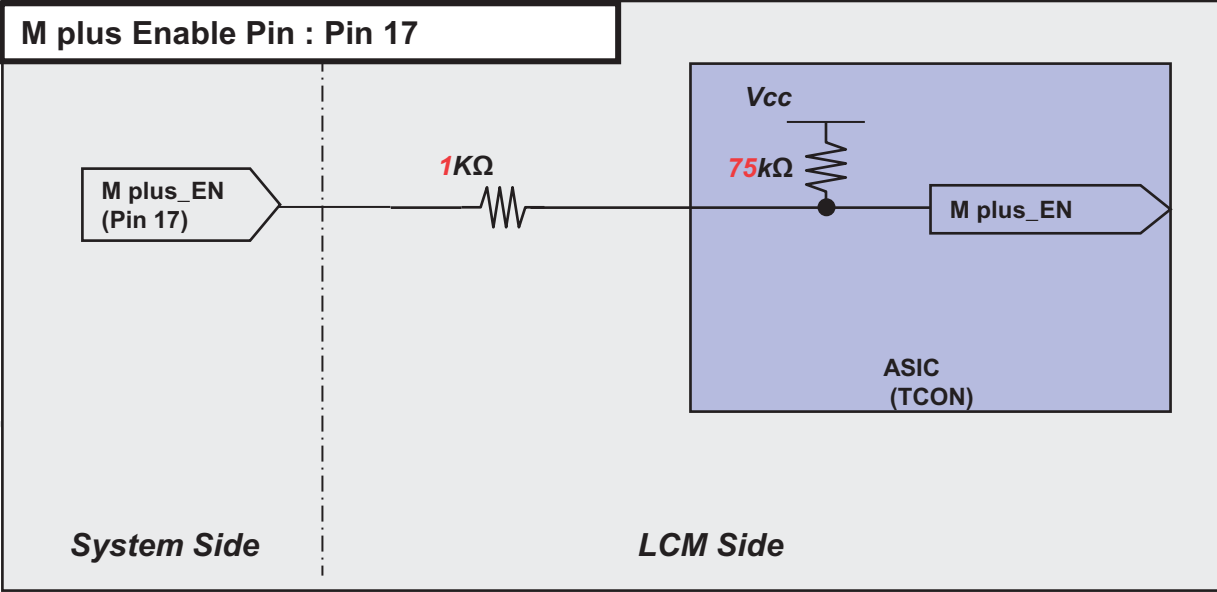 M plus Enable Pin : Pin 17
Vcc
1KΩ
75kΩ
M plus_EN
(Pin 17)
M plus_EN
ASIC
(TCON)
System Side
LCM Side